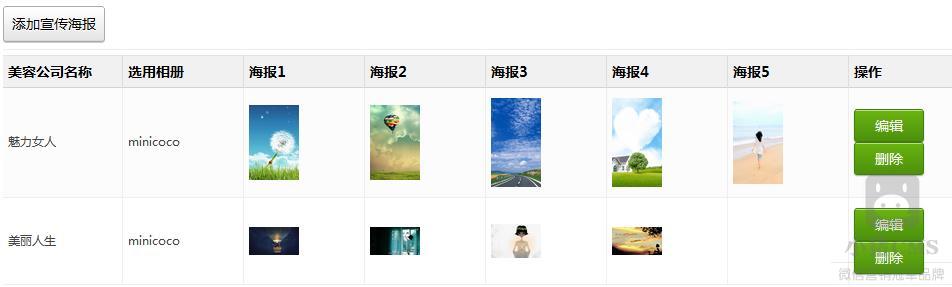 添加宣传海报
美容公司名称 选用相册 海报1 海报2 海报3 海报4 海报5 操作
魅力女人 minicoco 编辑
删除
美丽人生 minicoco 编辑
删除
微信营销冠军品牌